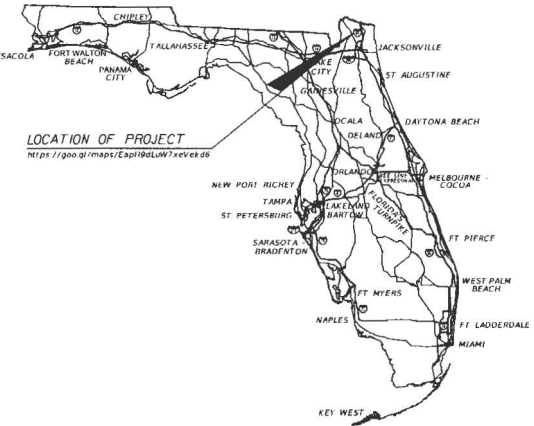 CHIPLEY
SACOLA
FORT WALTON
BEACH
TALLAHASSEE
PANAMA
CITY
JACKSONVILLE
LAKE
CITY
ST AUGUSTINE
GAINESVILLE
OCALA
DAYTONA BEACH
DELAND
LOCATION OF PROJECT
ORLANDO
MELBOURNE -
COCOA
NEW PORT RICHEY
TAMPA
ST PETERSBURG
LAKELAND
BARTOW
FLORIDA'S
TURNPIKE
SARASOTA -
BRADENTON
FT PIERCE
WEST PALM
BEACH
FT MYERS
NAPLES
FT LADDERDALE
MIAMI
KEY WEST